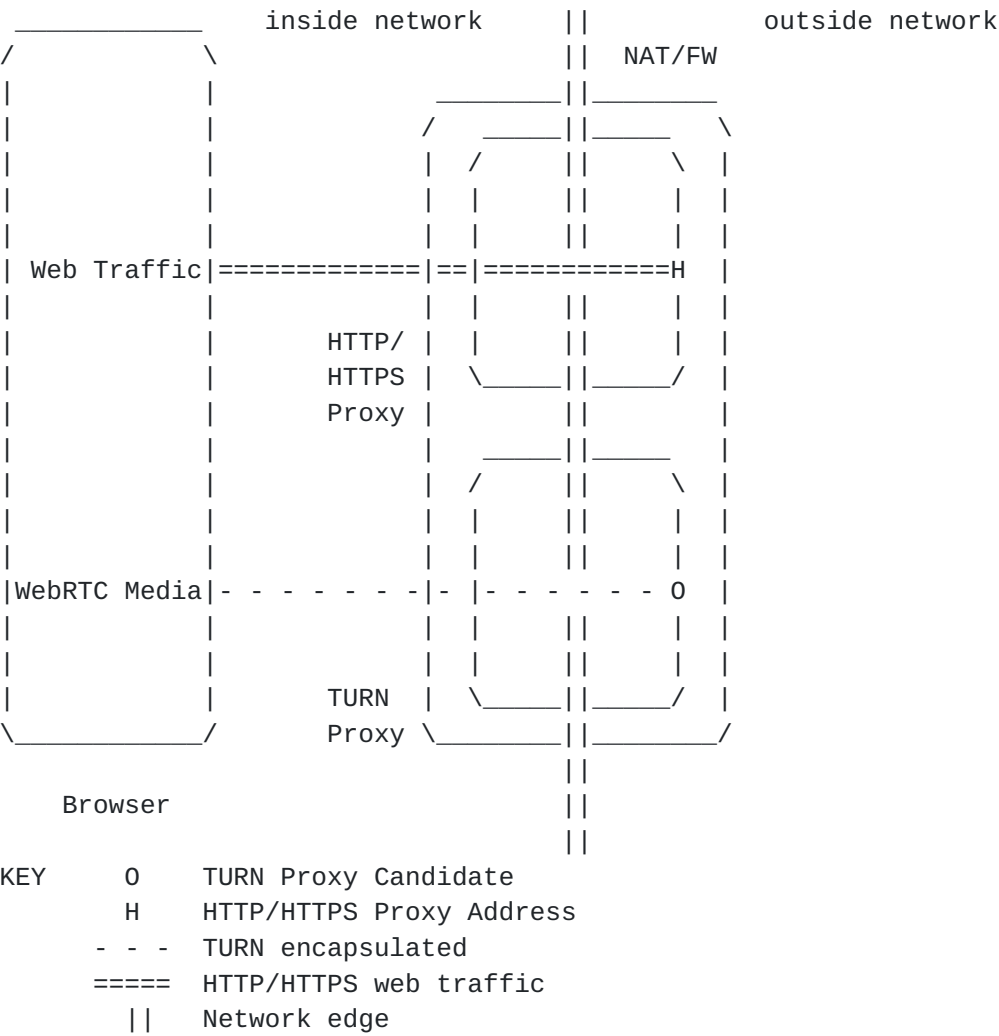 inside network || outside network
|| NAT/FW
| Web Traffic|=============|==|============H |
HTTP/
HTTPS
Proxy
|WebRTC Media|- - - - - - -|- |- - - - - - O |
TURN
Proxy
Browser
KEY O TURN Proxy Candidate
H HTTP/HTTPS Proxy Address
- - - TURN encapsulated
===== HTTP/HTTPS web traffic
|| Network edge